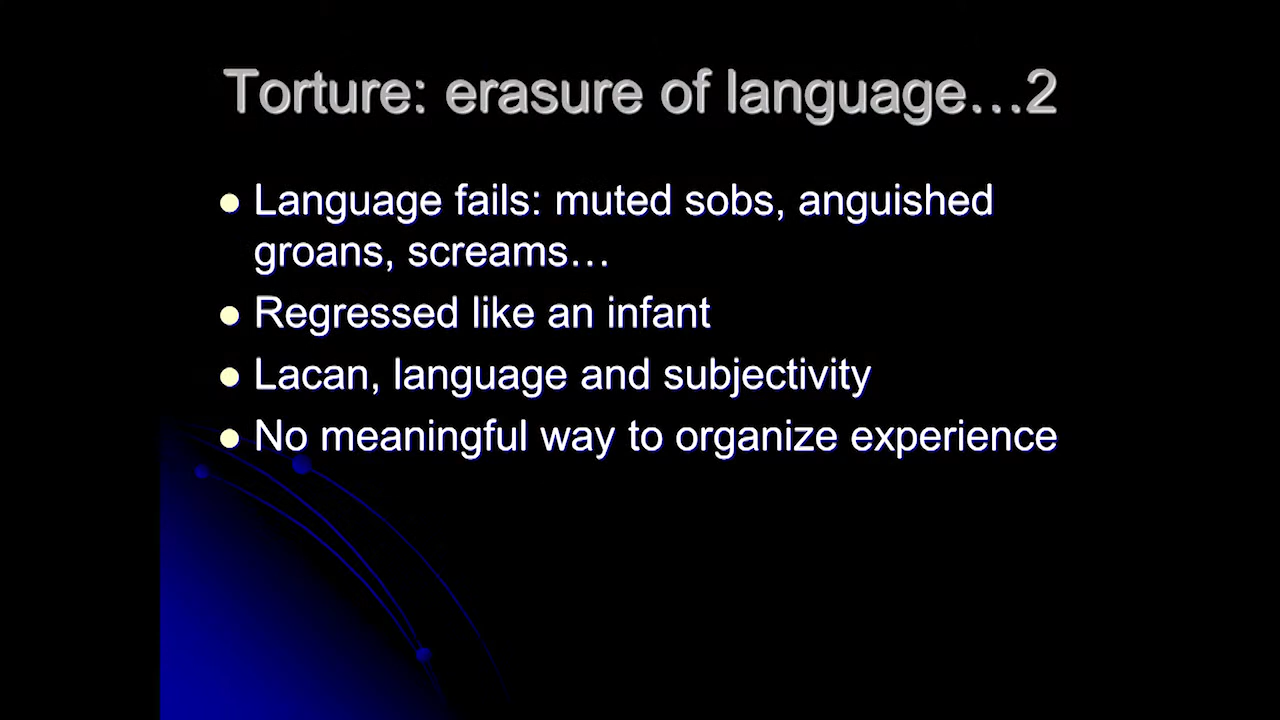 Torture: erasure of language…2
Language fails: muted sobs, anguished
groans, screams…
Regressed like an infant
Lacan, language and subjectivity
No meaningful way to organize experience